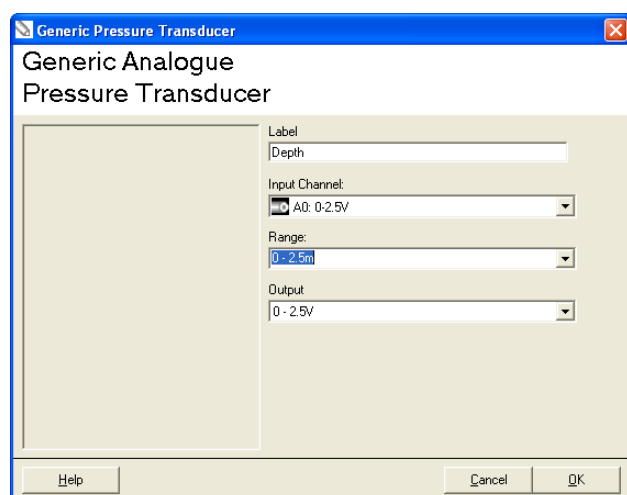 Generic Pressure Transducer
Generic Analogue
Pressure Transducer
Label
Depth
Input Channel:
A0: 0-2.5V
Range:
0 - 2.5m
Output
0 - 2.5V
Help
Cancel
OK